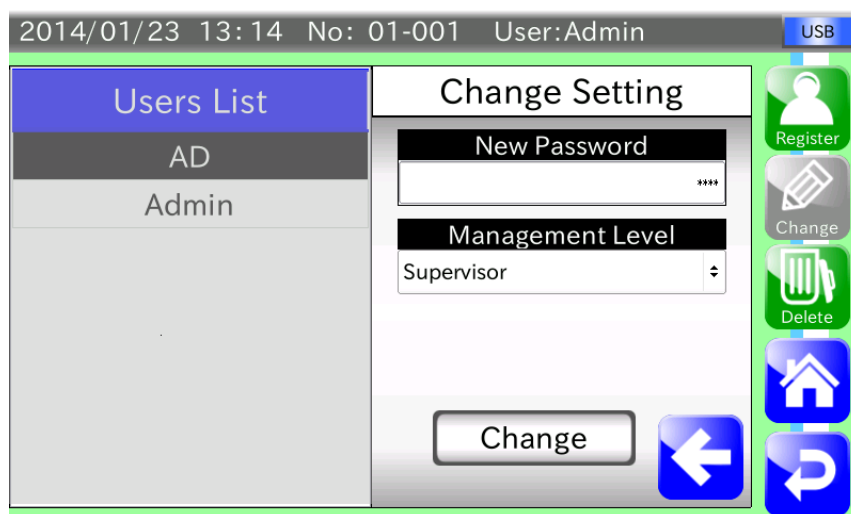 2014/01/23 13:14 No: 01-001 User:Admin USB
Users List
AD
Admin
Change Setting
New Password
****
Management Level
Supervisor
Change
Register
Change
Delete